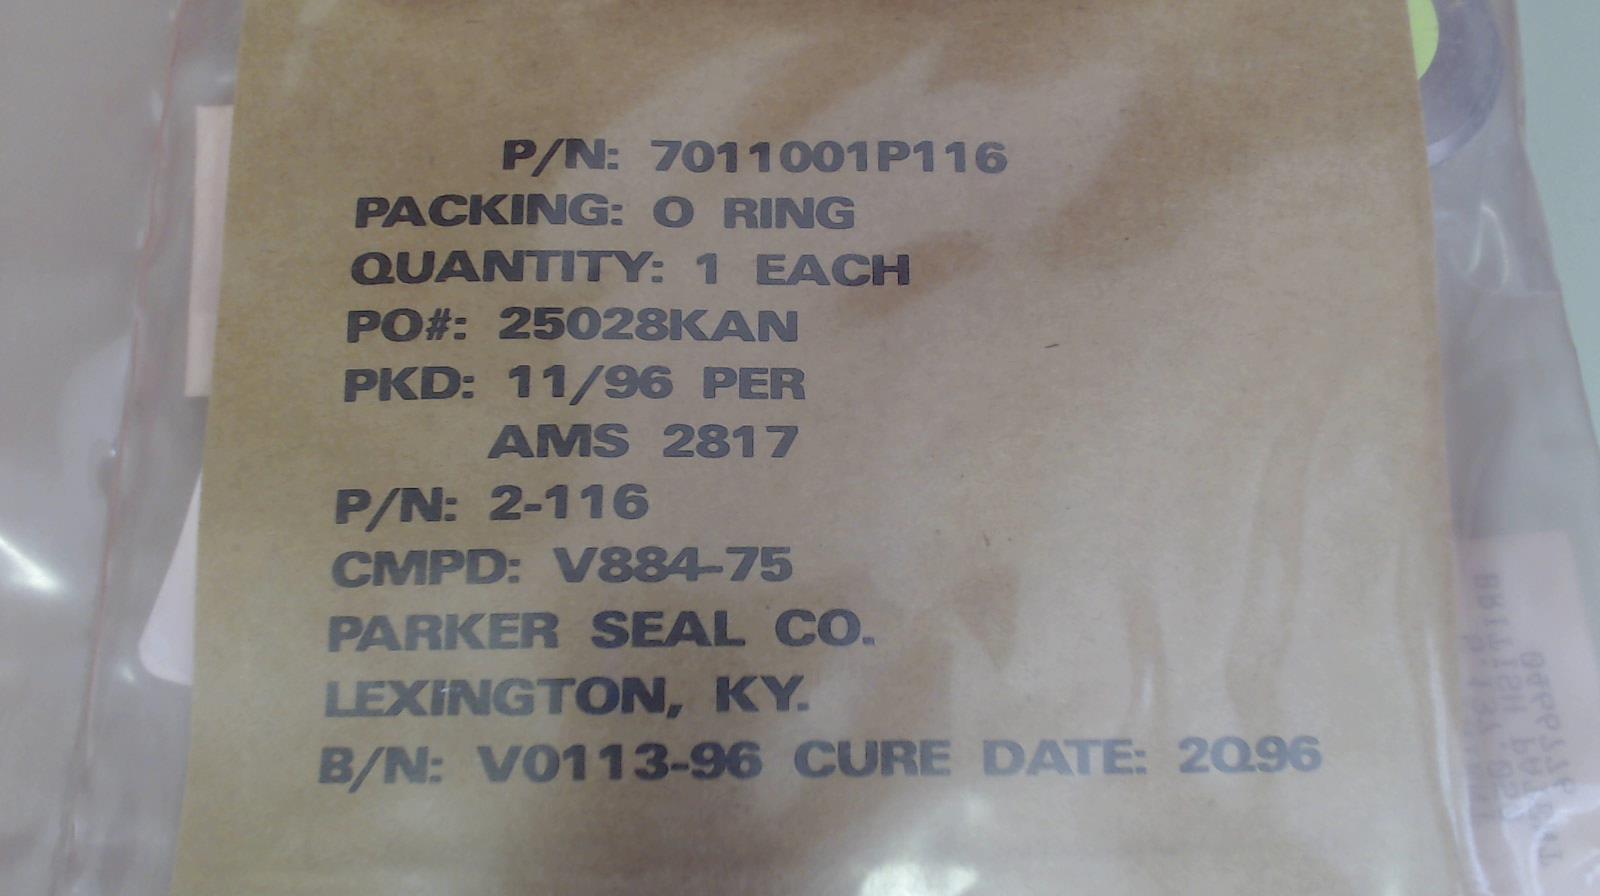 P/N: 7011001P116
PACKING: O RING
QUANTITY: 1 EACH
PO#: 25028KAN
PKD: 11/96 PER
AMS 2817
P/N: 2-116
CMPD: V884-75
PARKER SEAL CO.
LEXINGTON, KY.
B/N: V0113-96 CURE DATE: 2Q96
BRITISH